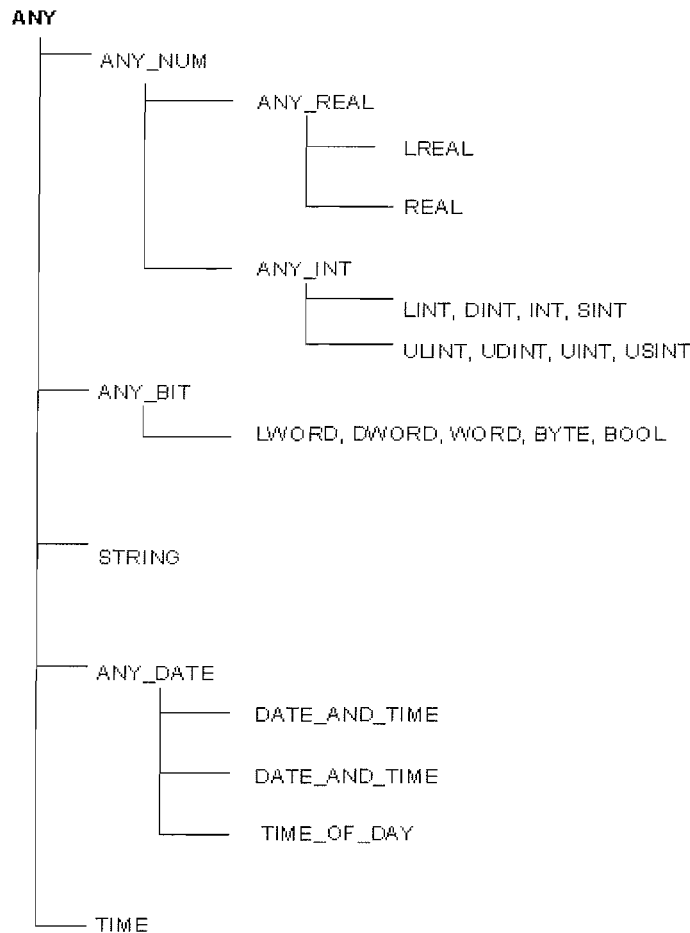 ANY
ANY_NUM
ANY_REAL
LREAL
REAL
ANY_INT
LINT, DINT, INT, SINT
ULINT, UDINT, UINT, USINT
ANY_BIT
LWORD, DWORD, WORD, BYTE, BOOL
STRING
ANY_DATE
DATE_AND_TIME
DATE_AND_TIME
TIME_OF_DAY
TIME